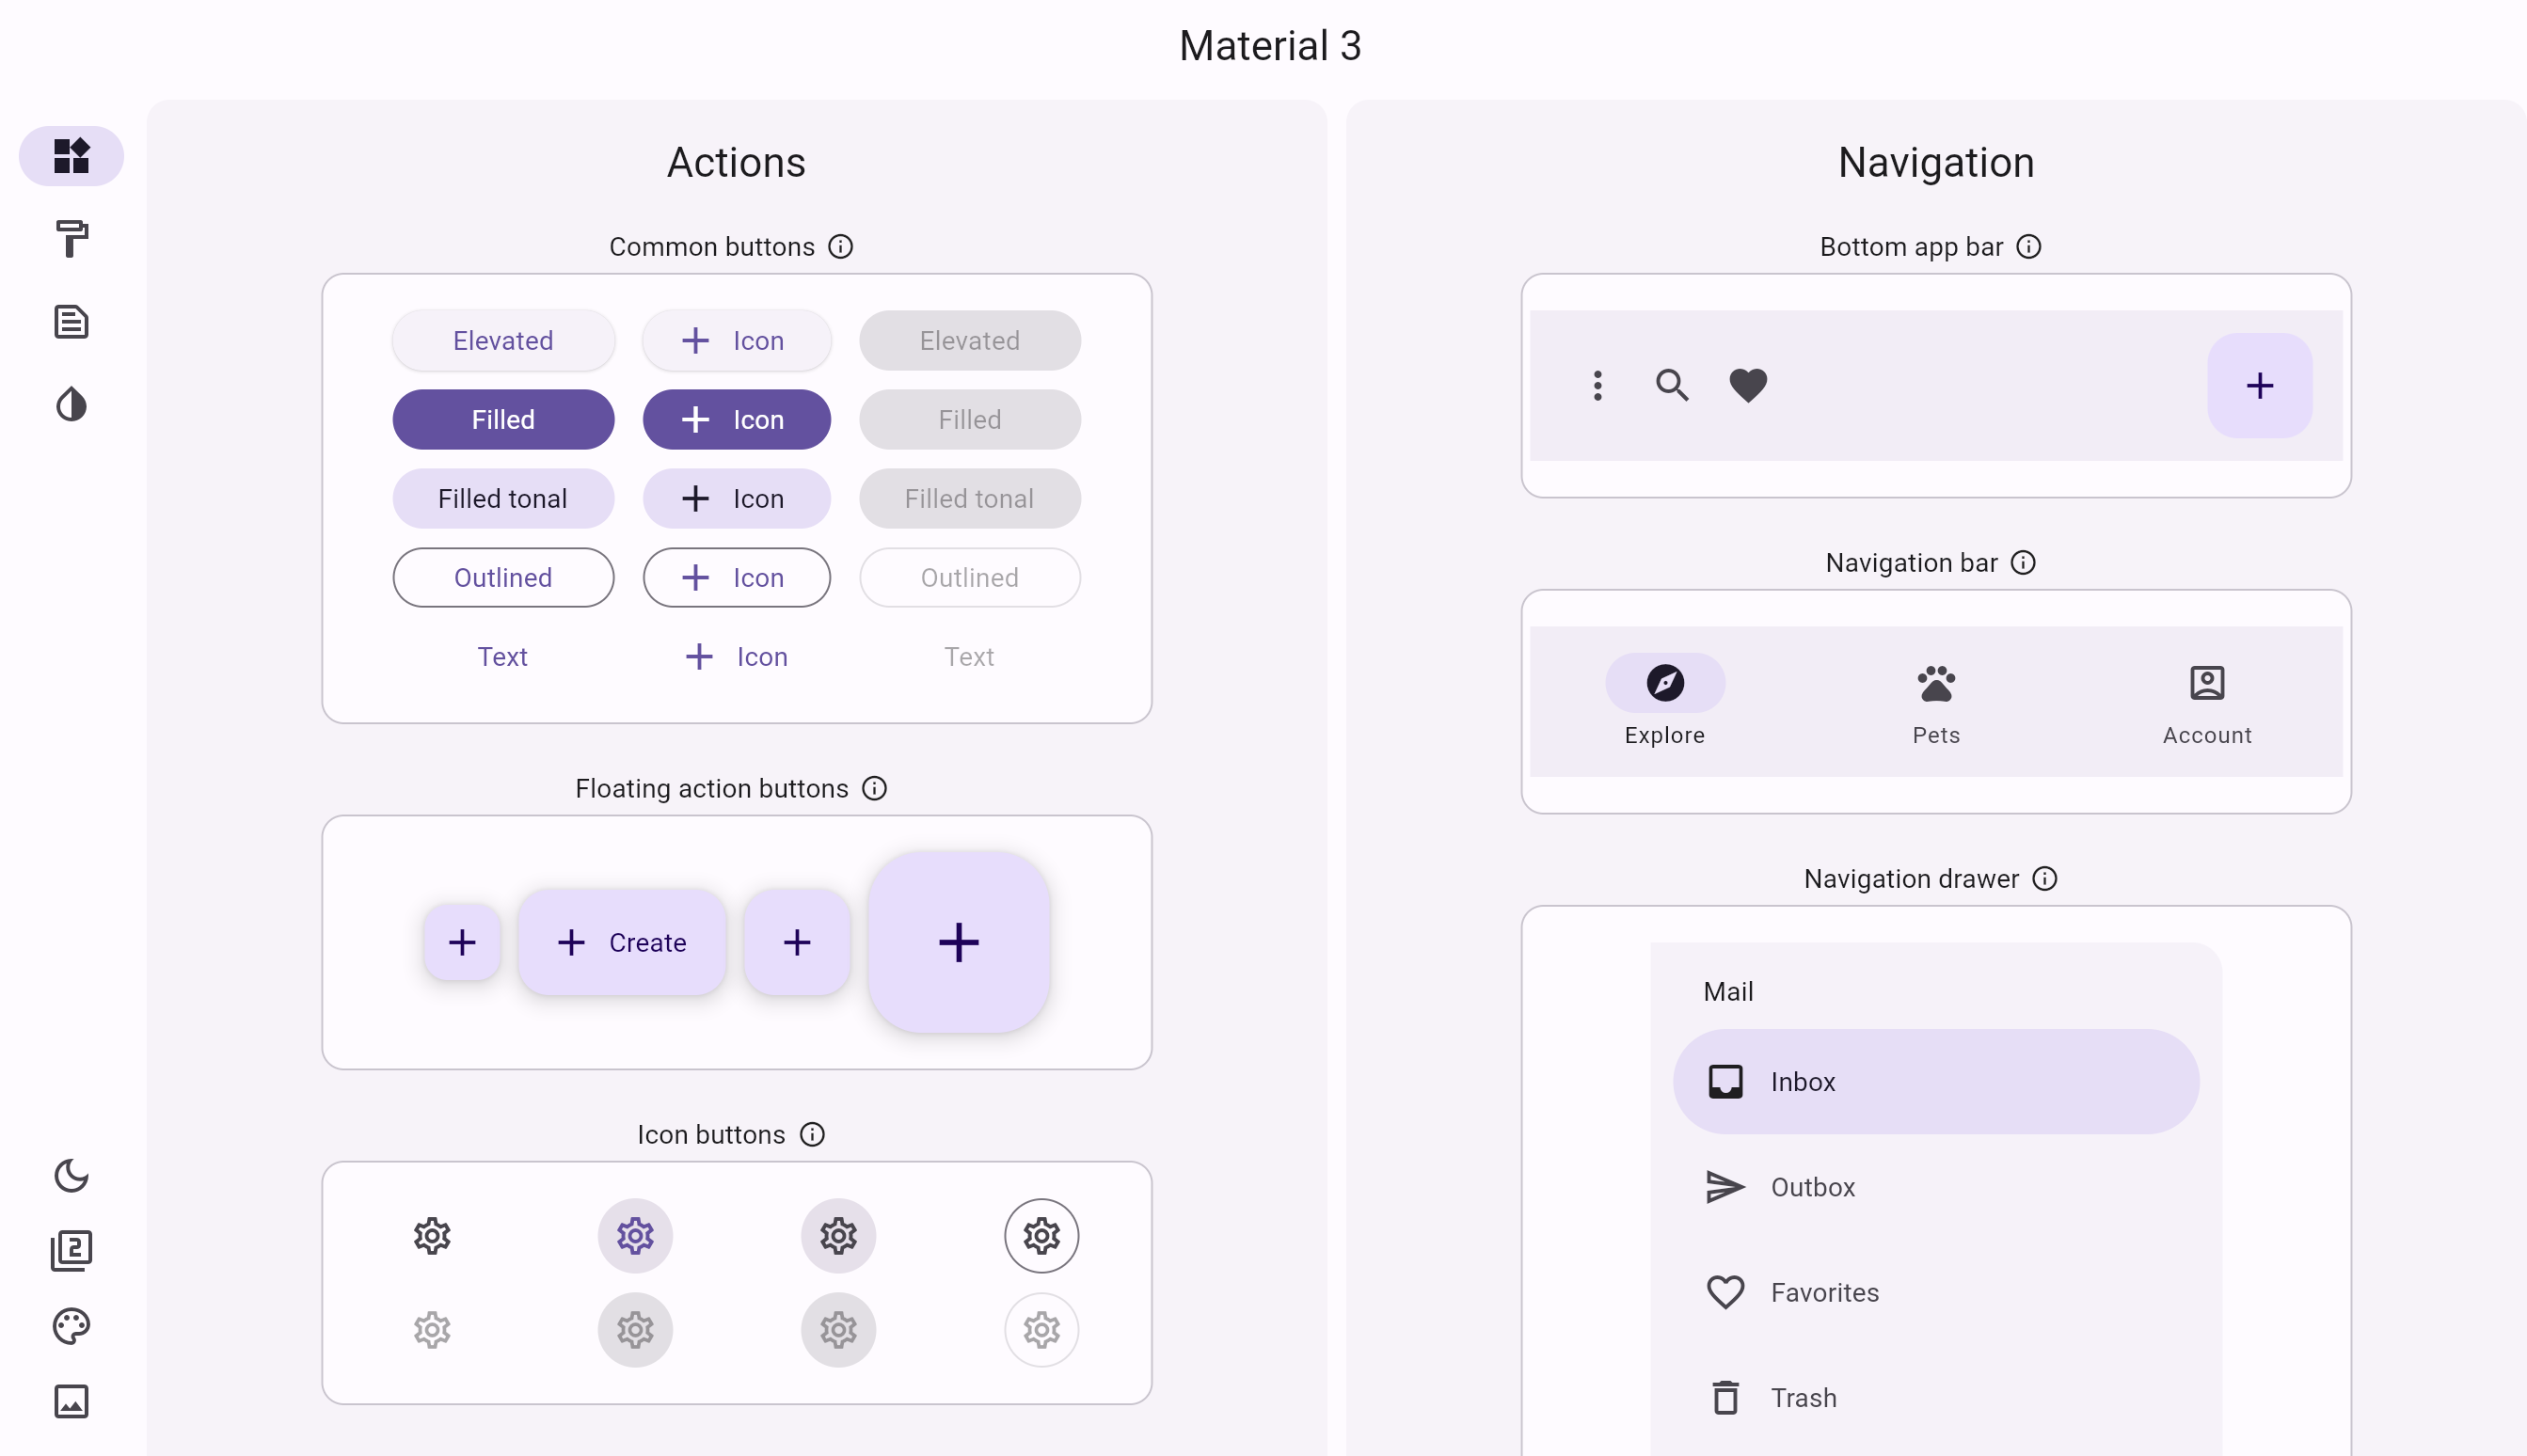 Material 3
Actions
Common buttons
Elevated
Icon
Elevated
Filled
Icon
Filled
Filled tonal
Icon
Filled tonal
Outlined
Icon
Outlined
Text
Icon
Text
Floating action buttons
Create
Icon buttons
Navigation
Bottom app bar
Navigation bar
Explore
Pets
Account
Navigation drawer
Mail
Inbox
Outbox
Favorites
Trash
2